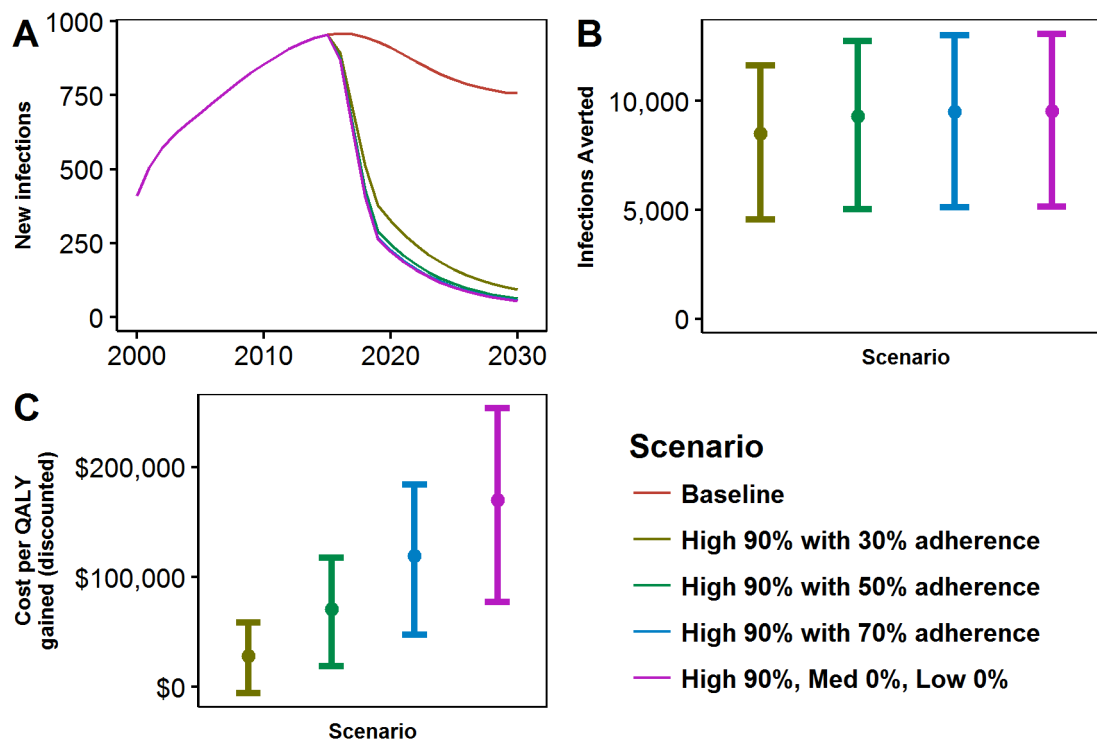 A
New infections
1000
750
500
250
0
2000
2010
2020
2030
B
Infections Averted
10,000
5,000
0
Scenario
C
Cost per QALY
gained (discounted)
$200,000
$100,000
$0
Scenario
Scenario
Baseline
High 90% with 30% adherence
High 90% with 50% adherence
High 90% with 70% adherence
High 90%, Med 0%, Low 0%